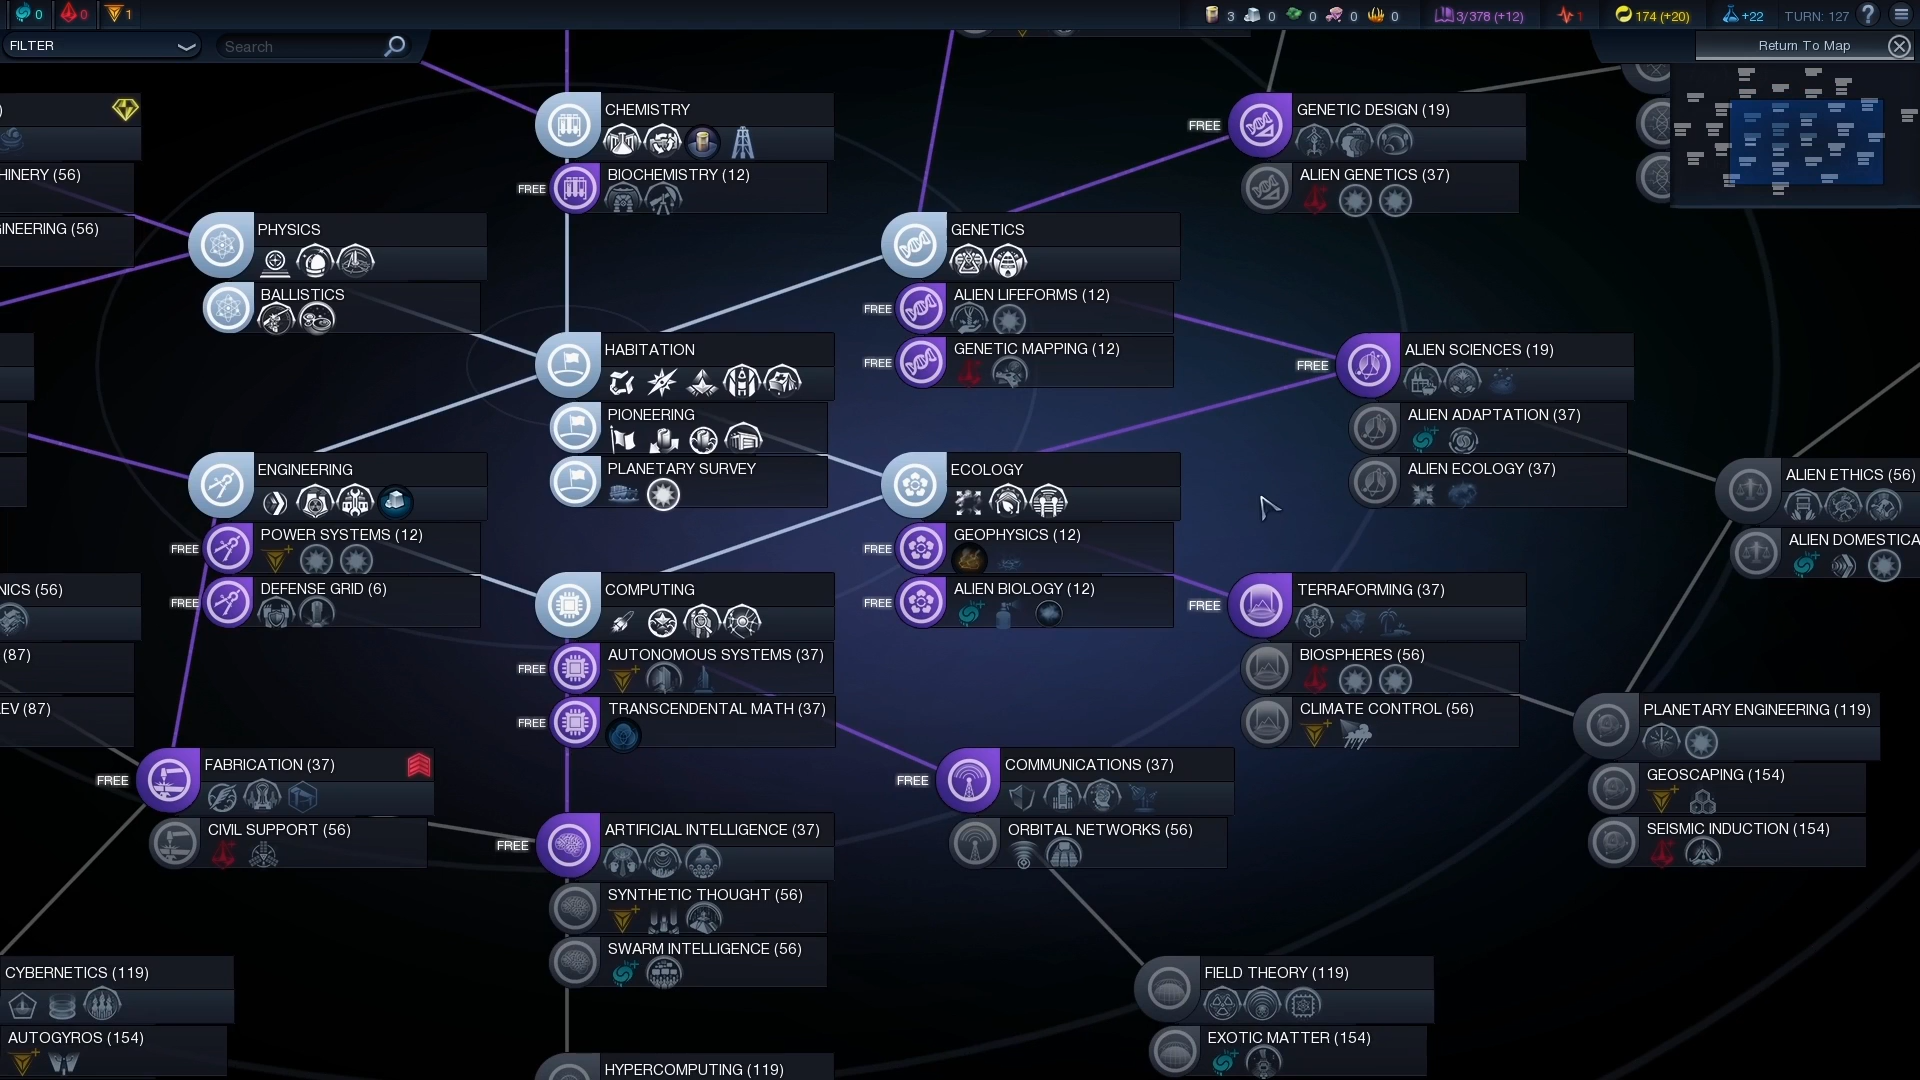 0 0 1
3 0 0 0 0 3/378 (+12) 1 174 (+20) +22 TURN: 127 ?
FILTER
Search
Return To Map
)
CHEMISTRY
FREE GENETIC DESIGN (19)
HINERY (56)
FREE BIOCHEMISTRY (12)
ALIEN GENETICS (37)
INEERING (56)
PHYSICS
GENETICS
BALLISTICS
FREE ALIEN LIFEFORMS (12)
HABITATION
FREE GENETIC MAPPING (12)
FREE ALIEN SCIENCES (19)
PIONEERING
ALIEN ADAPTATION (37)
ENGINEERING
PLANETARY SURVEY
ECOLOGY
ALIEN ECOLOGY (37)
ALIEN ETHICS (56)
FREE POWER SYSTEMS (12)
FREE GEOPHYSICS (12)
ALIEN DOMESTICA
NICS (56)
FREE DEFENSE GRID (6)
COMPUTING
FREE ALIEN BIOLOGY (12)
FREE TERRAFORMING (37)
(87)
FREE AUTONOMOUS SYSTEMS (37)
BIOSPHERES (56)
EV (87)
FREE TRANSCENDENTAL MATH (37)
CLIMATE CONTROL (56)
PLANETARY ENGINEERING (119)
FREE FABRICATION (37)
FREE COMMUNICATIONS (37)
GEOSCAPING (154)
CIVIL SUPPORT (56)
FREE ARTIFICIAL INTELLIGENCE (37)
ORBITAL NETWORKS (56)
SEISMIC INDUCTION (154)
SYNTHETIC THOUGHT (56)
SWARM INTELLIGENCE (56)
CYBERNETICS (119)
FIELD THEORY (119)
AUTOGYROS (154)
EXOTIC MATTER (154)
HYPERCOMPUTING (119)